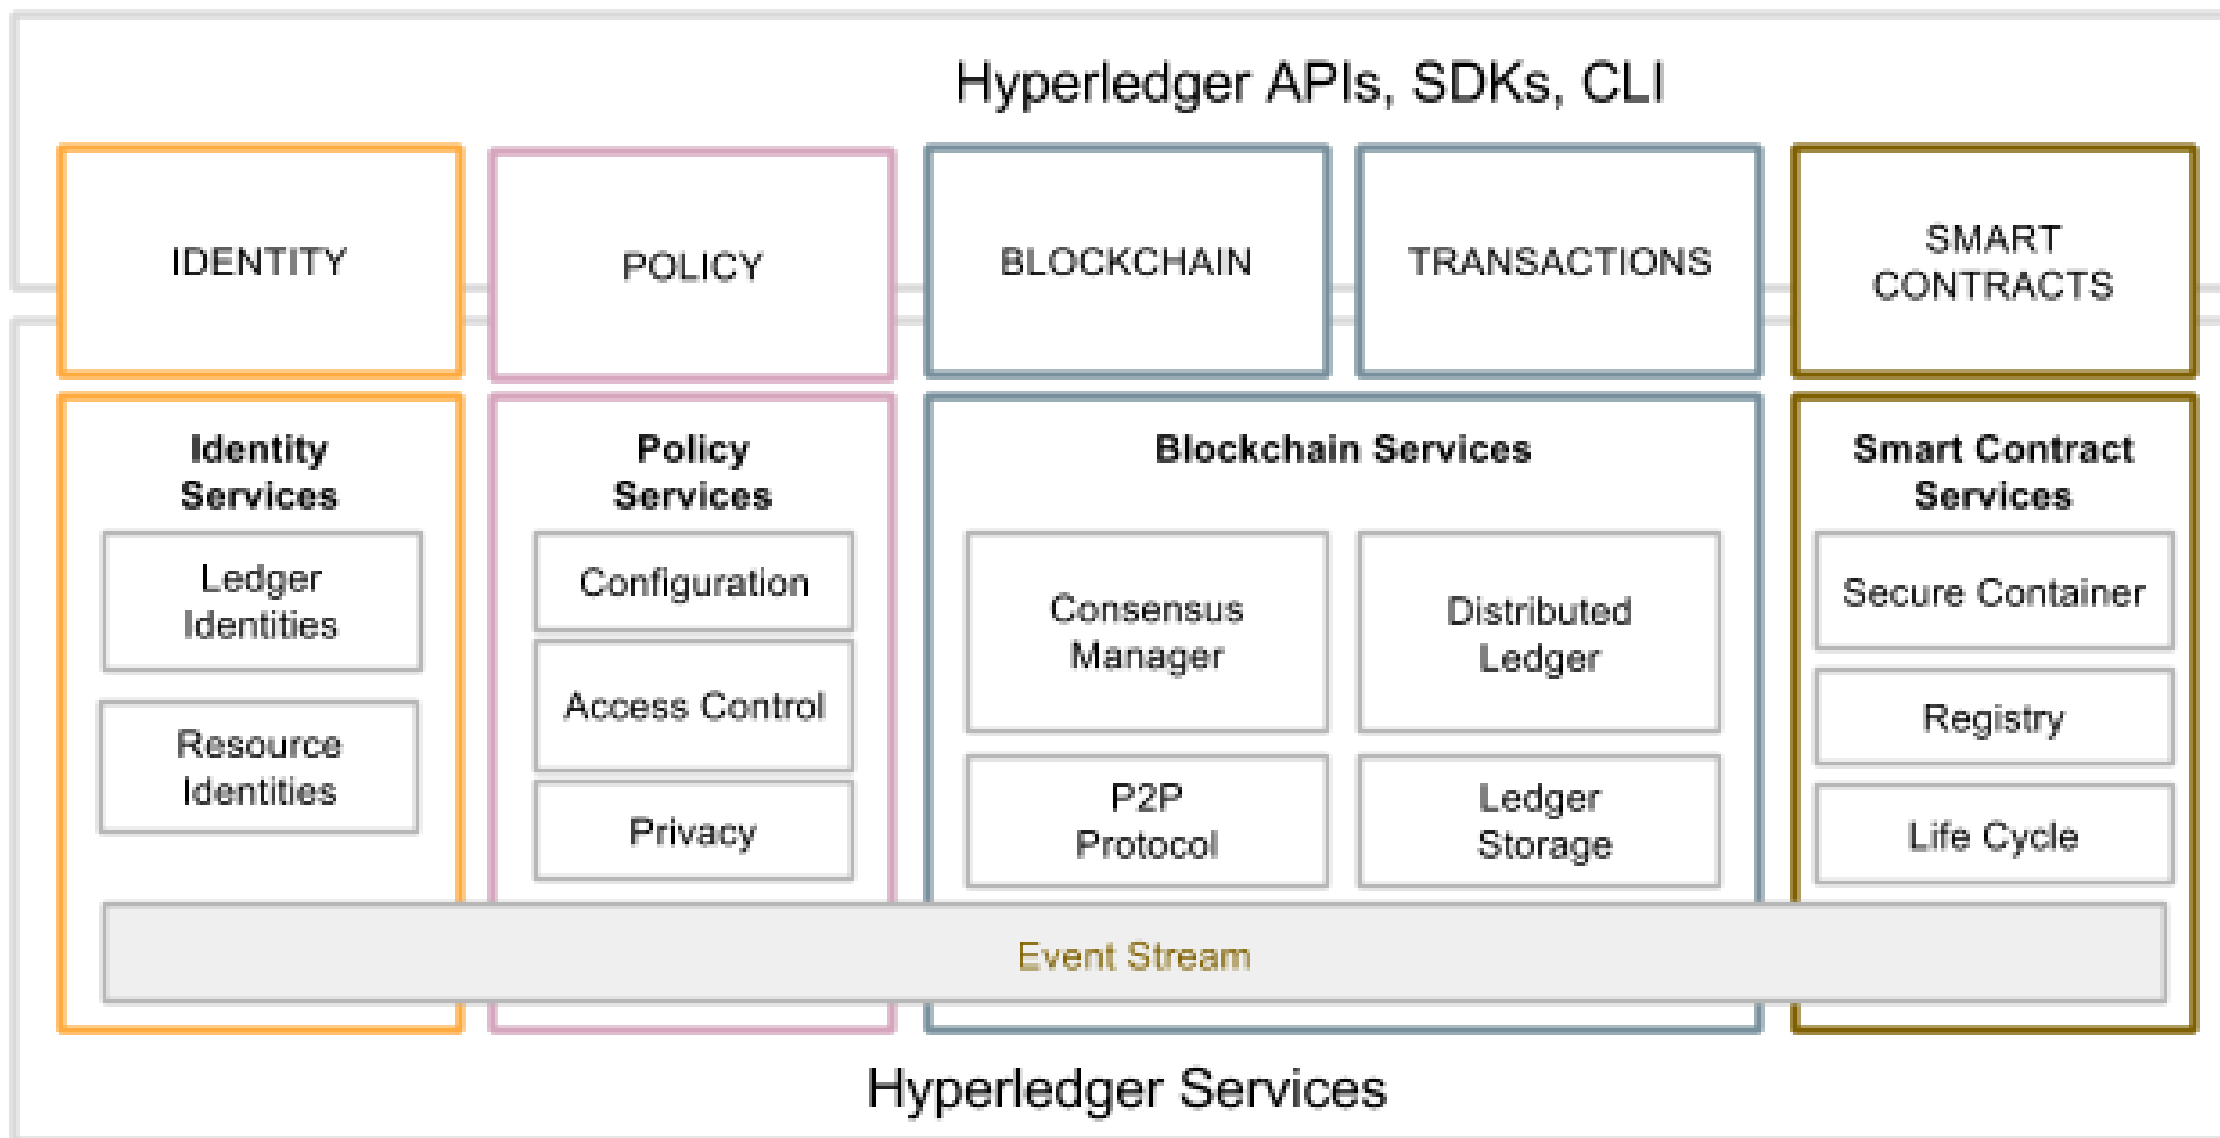 Hyperledger APIs, SDKs, CLI
IDENTITY
POLICY
BLOCKCHAIN
TRANSACTIONS
SMART
CONTRACTS
Identity
Services
Ledger
Identities
Resource
Identities
Policy
Services
Configuration
Access Control
Privacy
Blockchain Services
Consensus
Manager
Distributed
Ledger
P2P
Protocol
Ledger
Storage
Smart Contract
Services
Secure Container
Registry
Life Cycle
Event Stream
Hyperledger Services